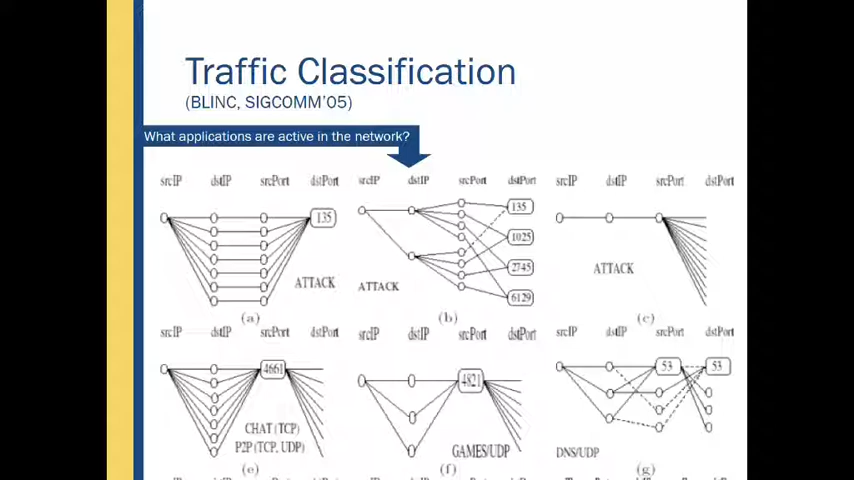 Traffic Classification
(BLINC, SIGCOMM'05)
What applications are active in the network?
srcIP dstIP srcPort dstPort
135
ATTACK
(a)
srcIP dstIP srcPort dstPort
135
1025
2745
6129
ATTACK
(b)
srcIP dstIP srcPort dstPort
ATTACK
(c)
srcIP dstIP srcPort dstPort
4661
CHAT (TCP)
P2P (TCP, UDP)
(e)
srcIP dstIP srcPort dstPort
4821
GAMES/UDP
(f)
srcIP dstIP srcPort dstPort
53 53
DNS/UDP
(g)